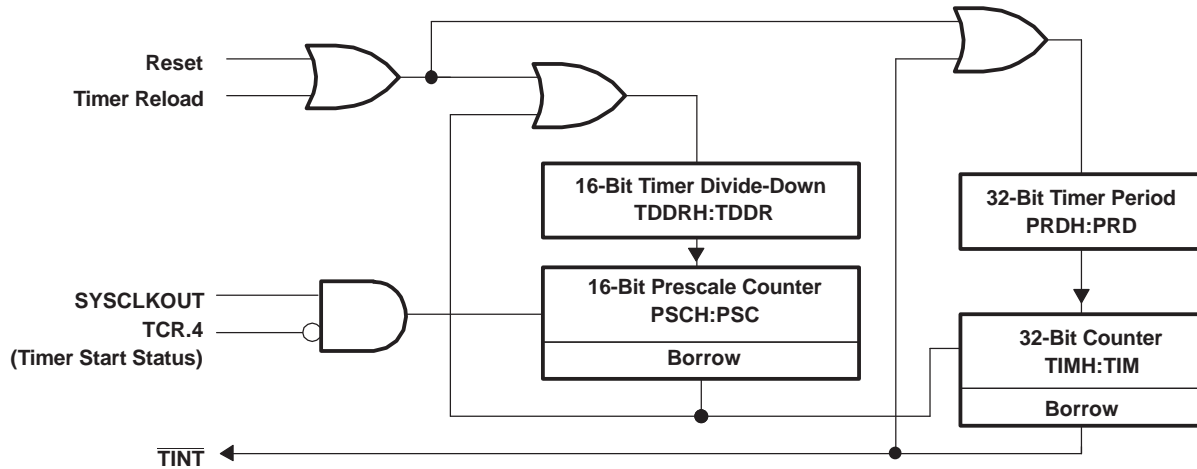 Reset
Timer Reload
16-Bit Timer Divide-Down
TDDRH:TDDR
32-Bit Timer Period
PRDH:PRD
SYSCLKOUT
TCR.4
(Timer Start Status)
16-Bit Prescale Counter
PSCH:PSC
Borrow
32-Bit Counter
TIMH:TIM
Borrow
TINT